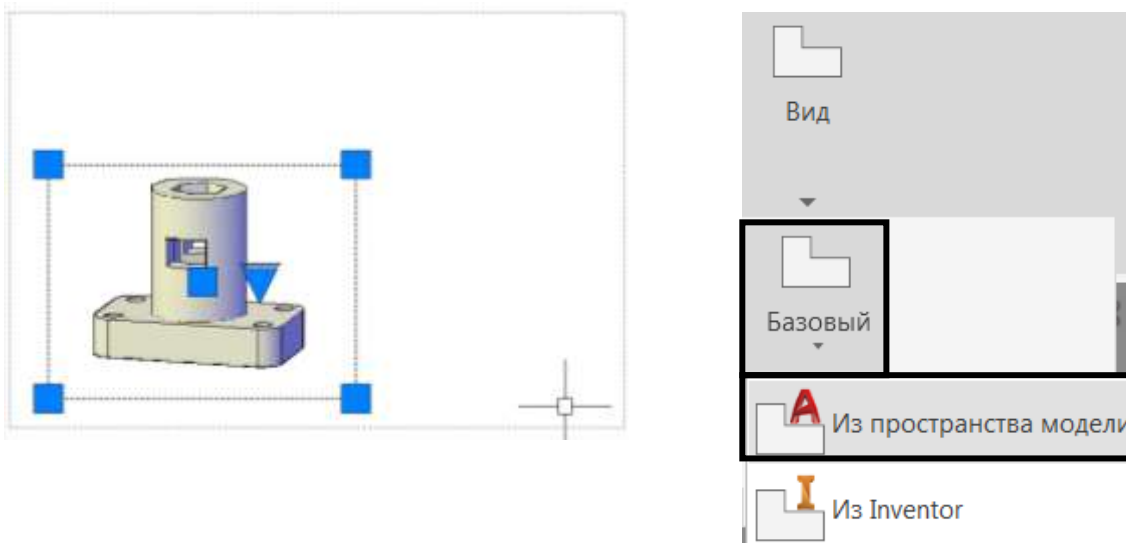 Вид
Базовый
Из пространства модели
Из Inventor